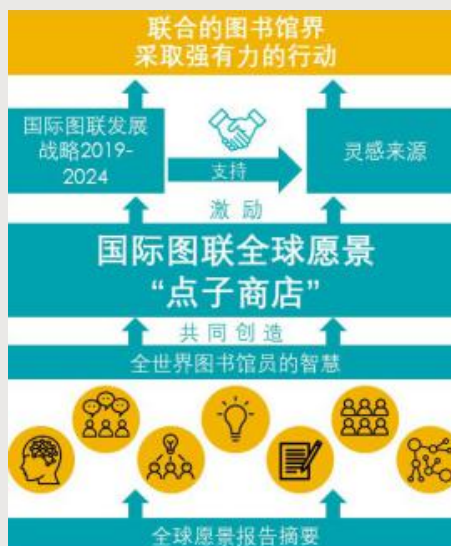 联合的图书馆界
采取强有力的行动
国际图联发展
战略2019-
2024
支持
灵感来源
激励
国际图联全球愿景
“点子商店”
共同创造
全世界图书馆员的智慧
全球愿景报告摘要